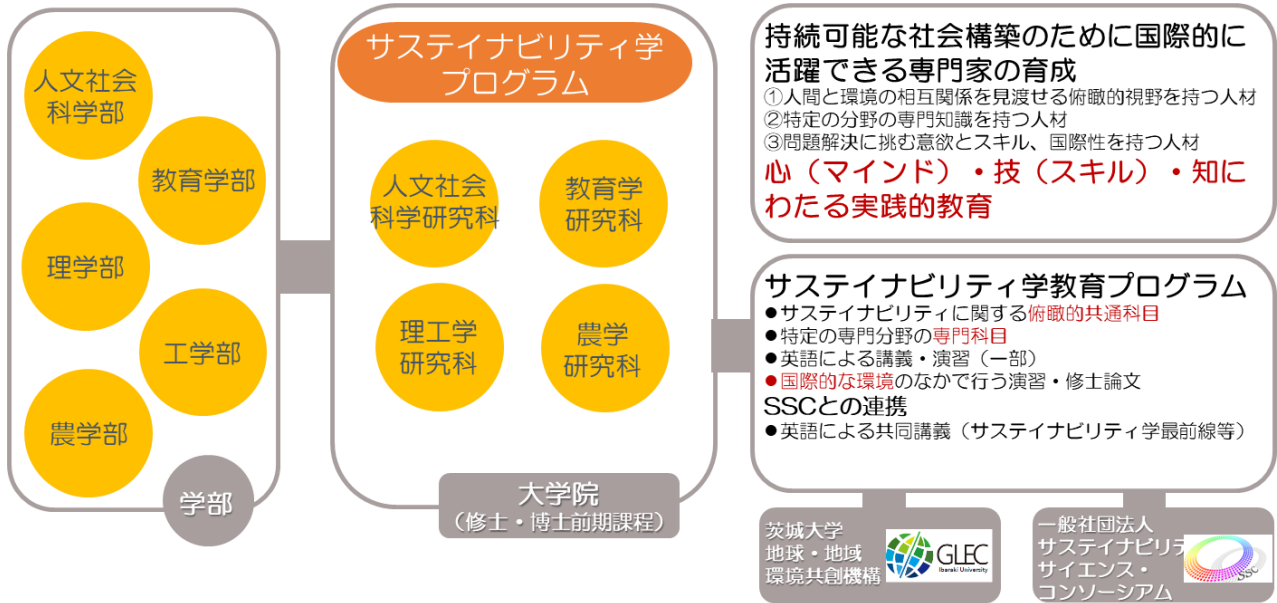 人文社会
科学部
教育学部
理学部
工学部
農学部
学部
サステイナビリティ学
プログラム
人文社会
科学研究科
教育学
研究科
理工学
研究科
農学
研究科
大学院
(修士・博士前期課程)
持続可能な社会構築のために国際的に
活躍できる専門家の育成
①人間と環境の相互関係を見渡せる俯瞰的視野を持つ人材
②特定の分野の専門知識を持つ人材
③問題解決に挑む意欲とスキル、国際性を持つ人材
心(マインド)・技(スキル)・知に
わたる実践的教育
サステイナビリティ学教育プログラム
●サステイナビリティに関する俯瞰的共通科目
●特定の専門分野の専門科目
●英語による講義・演習(一部)
●国際的な環境のなかで行う演習・修士論文
SSCとの連携
●英語による共同講義(サステイナビリティ学最前線等)
茨城大学
地球・地域
環境共創機構
GLEC
Ibaraki University
一般社団法人
サステイナビリテ
サイエンス・
コンソーシアム
SSC